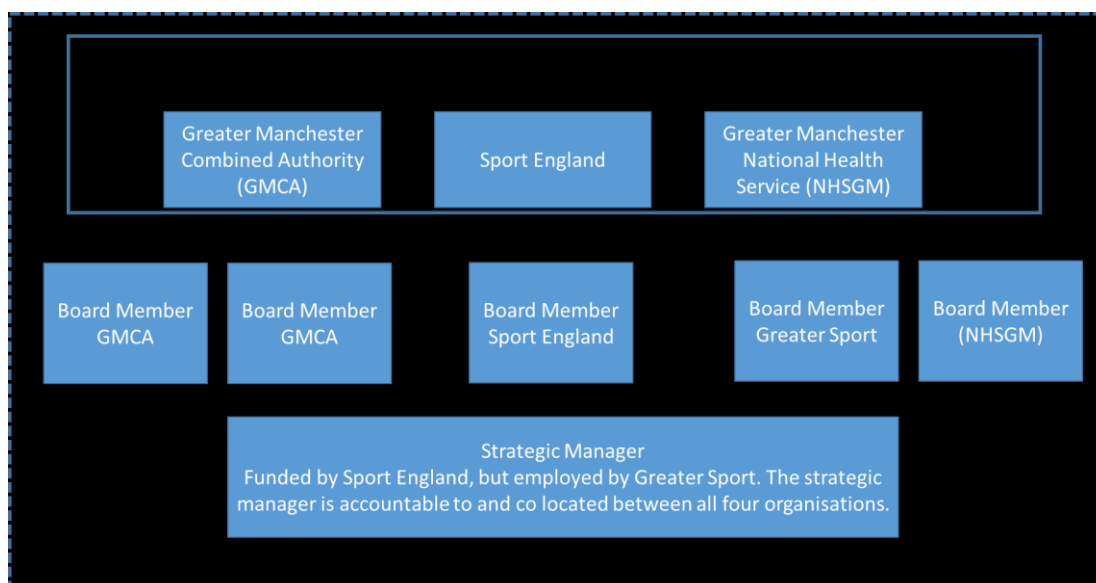 Greater Manchester
Combined Authority
(GMCA)
Sport England
Greater Manchester
National Health
Service (NHSGM)
Board Member
GMCA
Board Member
GMCA
Board Member
Sport England
Board Member
Greater Sport
Board Member
(NHSGM)
Strategic Manager
Funded by Sport England, but employed by Greater Sport. The strategic
manager is accountable to and co located between all four organisations.